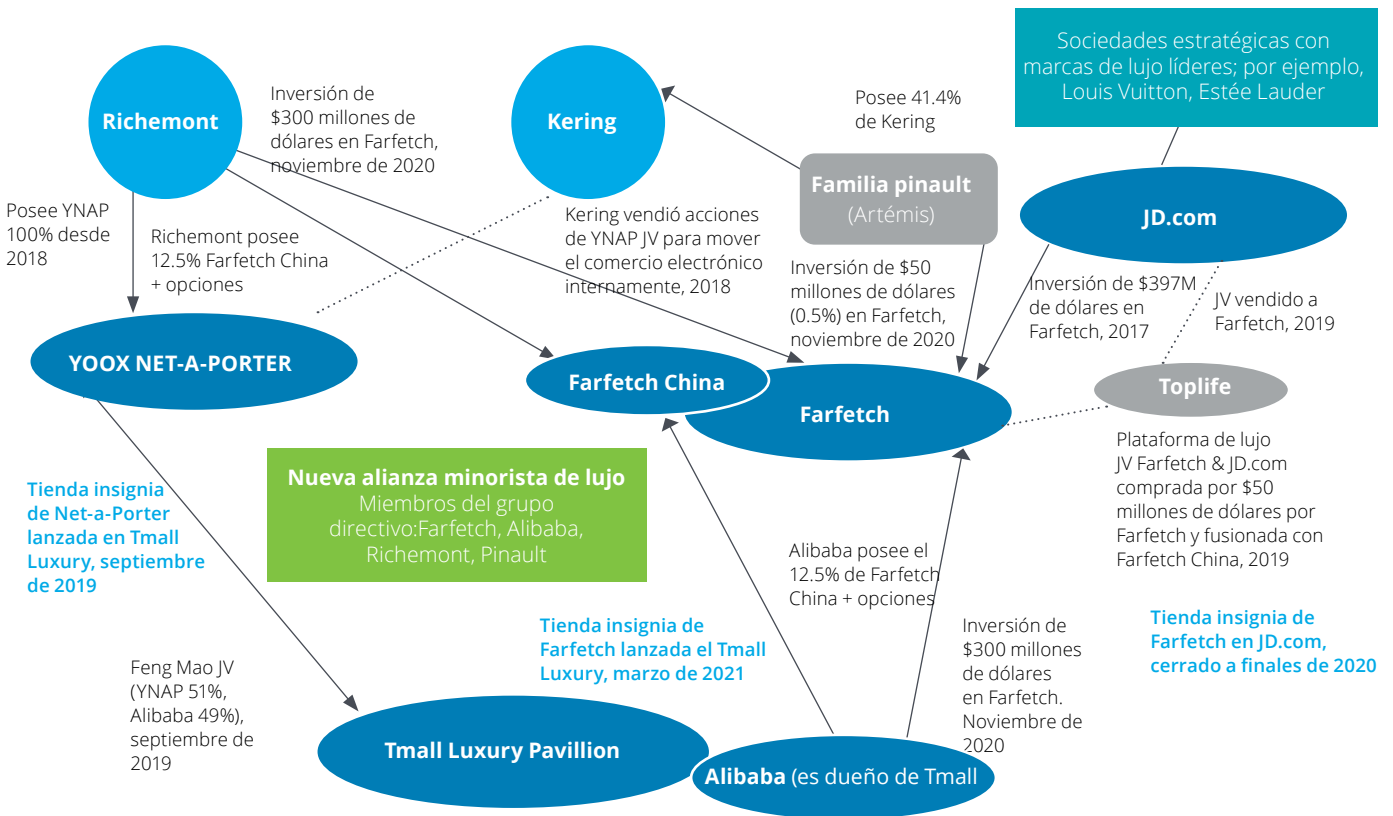 Richemont
Inversión de
$300 millones de
dólares en Farfetch,
noviembre de 2020
Kering
Posee 41.4%
de Kering
Sociedades estratégicas con
marcas de lujo líderes; por ejemplo,
Louis Vuitton, Estée Lauder
Familia pinault
(Artémis)
JD.com
Posee YNAP
100% desde
2018
Richemont posee
12.5% Farfetch China
+ opciones
Kering vendió acciones
de YNAP JV para mover
el comercio electrónico
internamente, 2018
Inversión de $50
millones de dólares
(0.5%) en Farfetch,
noviembre de 2020
Inversión de $397M
de dólares en
Farfetch, 2017
JV vendido a
Farfetch, 2019
YOOX NET-A-PORTER
Farfetch China
Farfetch
Toplife
Plataforma de lujo
JV Farfetch & JD.com
comprada por $50
millones de dólares por
Farfetch y fusionada con
Farfetch China, 2019
Nueva alianza minorista de lujo
Miembros del grupo
directivo:Farfetch, Alibaba,
Richemont, Pinault
Tienda insignia
de Net-a-Porter
lanzada en Tmall
Luxury, septiembre
de 2019
Alibaba posee el
12.5% de Farfetch
China + opciones
Tienda insignia de
Farfetch lanzada el Tmall
Luxury, marzo de 2021
Inversión de
$300 millones
de dólares
en Farfetch.
Noviembre de
2020
Tienda insignia de
Farfetch en JD.com,
cerrado a finales de 2020
Feng Mao JV
(YNAP 51%,
Alibaba 49%),
septiembre de
2019
Tmall Luxury Pavillion
Alibaba (es dueño de Tmall